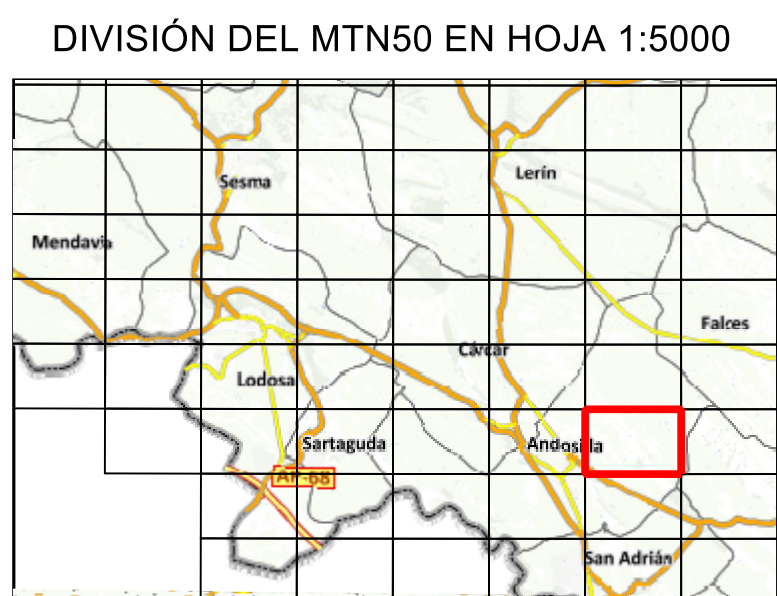 DIVISIÓN DEL MTN50 EN HOJA 1:5000
Lerín
Sesma
Mendavia
Falces
Cárcar
Lodosa
Sartaguda
Andosilla
AP-68
San Adrián